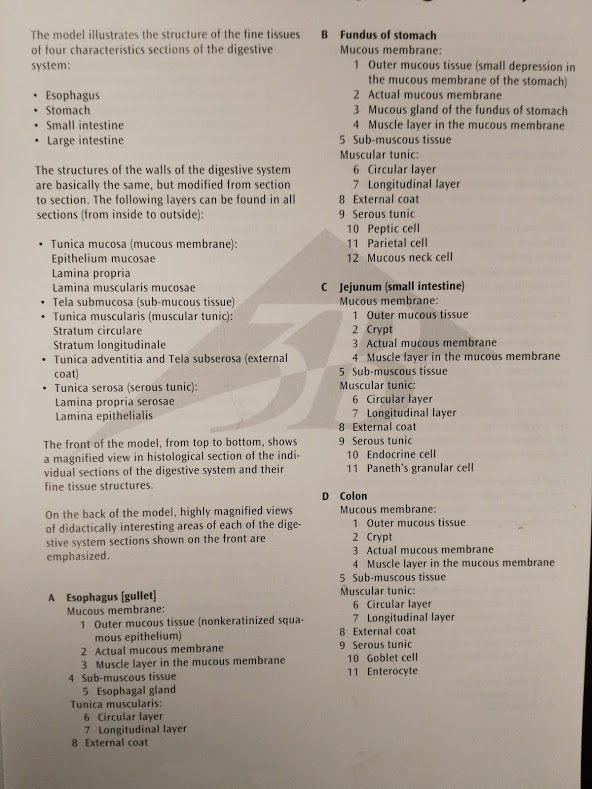 The model illustrates the structure of the fine tissues
of four characteristics sections of the digestive
system:
• Esophagus
• Stomach
• Small intestine
• Large intestine
The structures of the walls of the digestive system
are basically the same, but modified from section
to section. The following layers can be found in all
sections (from inside to outside):
• Tunica mucosa (mucous membrane):
Epithelium mucosae
Lamina propria
Lamina muscularis mucosae
• Tela submucosa (sub-mucous tissue)
• Tunica muscularis (muscular tunic):
Stratum circulare
Stratum longitudinale
• Tunica adventitia and Tela subserosa (external
coat)
• Tunica serosa (serous tunic):
Lamina propria serosae
Lamina epithelialis
The front of the model, from top to bottom, shows
a magnified view in histological section of the indi-
vidual sections of the digestive system and their
fine tissue structures.
On the back of the model, highly magnified views
of didactically interesting areas of each of the dige-
stive system sections shown on the front are
emphasized.
A Esophagus [gullet]
Mucous membrane:
1 Outer mucous tissue (nonkeratinized squa-
mous epithelium)
2 Actual mucous membrane
3 Muscle layer in the mucous membrane
4 Sub-muscous tissue
5 Esophagal gland
Tunica muscularis:
6 Circular layer
7 Longitudinal layer
8 External coat
B Fundus of stomach
Mucous membrane:
1 Outer mucous tissue (small depression in
the mucous membrane of the stomach)
2 Actual mucous membrane
3 Mucous gland of the fundus of stomach
4 Muscle layer in the mucous membrane
5 Sub-muscous tissue
Muscular tunic:
6 Circular layer
7 Longitudinal layer
8 External coat
9 Serous tunic
10 Peptic cell
11 Parietal cell
12 Mucous neck cell
C Jejunum (small intestine)
Mucous membrane:
1 Outer mucous tissue
2 Crypt
3 Actual mucous membrane
4 Muscle layer in the mucous membrane
5 Sub-muscous tissue
Muscular tunic:
6 Circular layer
7 Longitudinal layer
8 External coat
9 Serous tunic
10 Endocrine cell
11 Paneth's granular cell
D Colon
Mucous membrane:
1 Outer mucous tissue
2 Crypt
3 Actual mucous membrane
4 Muscle layer in the mucous membrane
5 Sub-muscous tissue
Muscular tunic:
6 Circular layer
7 Longitudinal layer
8 External coat
9 Serous tunic
10 Goblet cell
11 Enterocyte